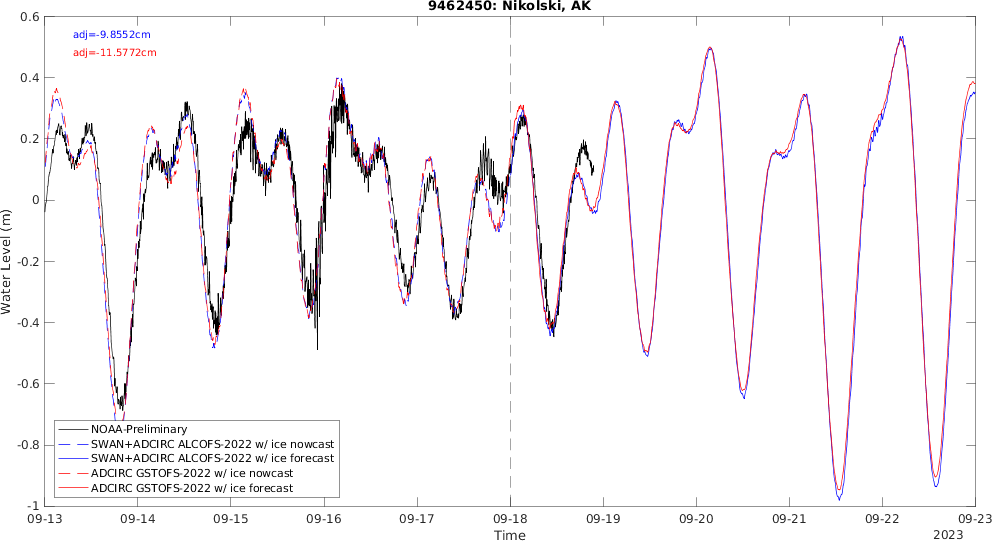 9462450: Nikolski, AK
adj=-9.8552cm
adj=-11.5772cm
Water Level (m)
0.6
0.4
0.2
0
-0.2
-0.4
-0.6
-0.8
-1
NOAA-Preliminary
SWAN+ADCIRC ALCOFS-2022 w/ ice nowcast
SWAN+ADCIRC ALCOFS-2022 w/ ice forecast
ADCIRC GSTOFS-2022 w/ ice nowcast
ADCIRC GSTOFS-2022 w/ ice forecast
09-13 09-14 09-15 09-16 09-17 09-18 09-19 09-20 09-21 09-22 09-23
Time
2023